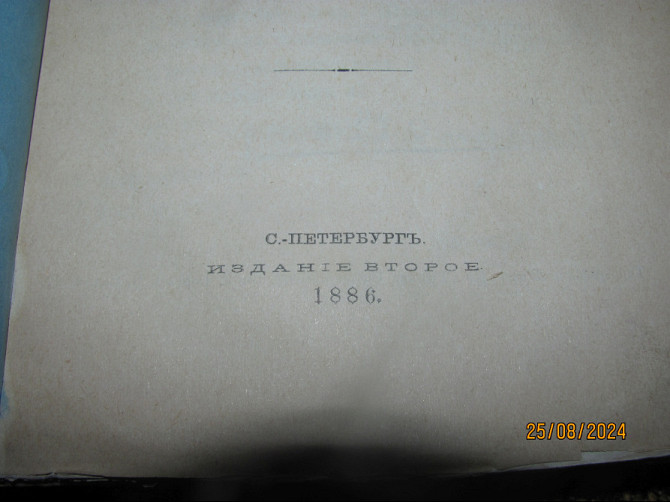 С.-ПЕТЕРБУРГЪ.
ИЗДАНІЕ ВТОРОЕ.
1886.
25/08/2024